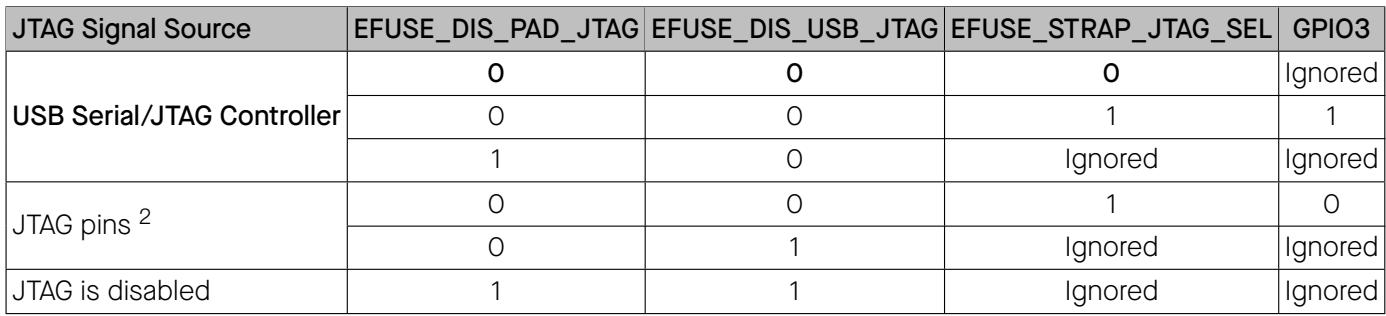 JTAG Signal Source EFUSE_DIS_PAD_JTAG EFUSE_DIS_USB_JTAG EFUSE_STRAP_JTAG_SEL GPIO3
USB Serial/JTAG Controller 0 0 0 Ignored
0 0 1 1
1 0 Ignored Ignored
JTAG pins 2 0 0 1 0
0 1 Ignored Ignored
JTAG is disabled 1 1 Ignored Ignored